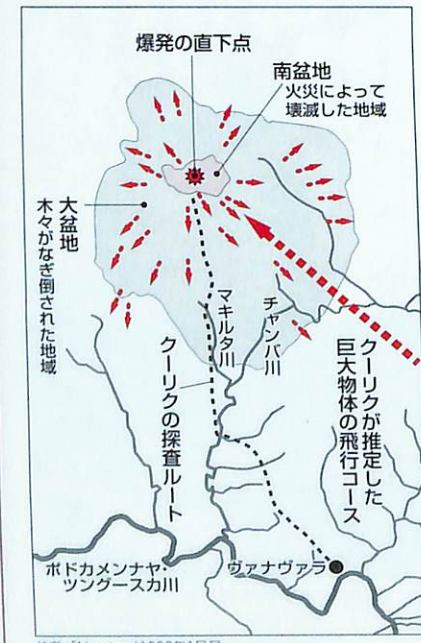 爆発の直下点
南盆地
火災によって
壊滅した地域
大盆地
木々がなぎ倒された地域
マキルタ川
チャンバ川
クーリクの探査ルート
クーリクが推定した
巨大物体の飛行コース
ポドカメンナヤ・
ツングースカ川
ヴァナヴァラ